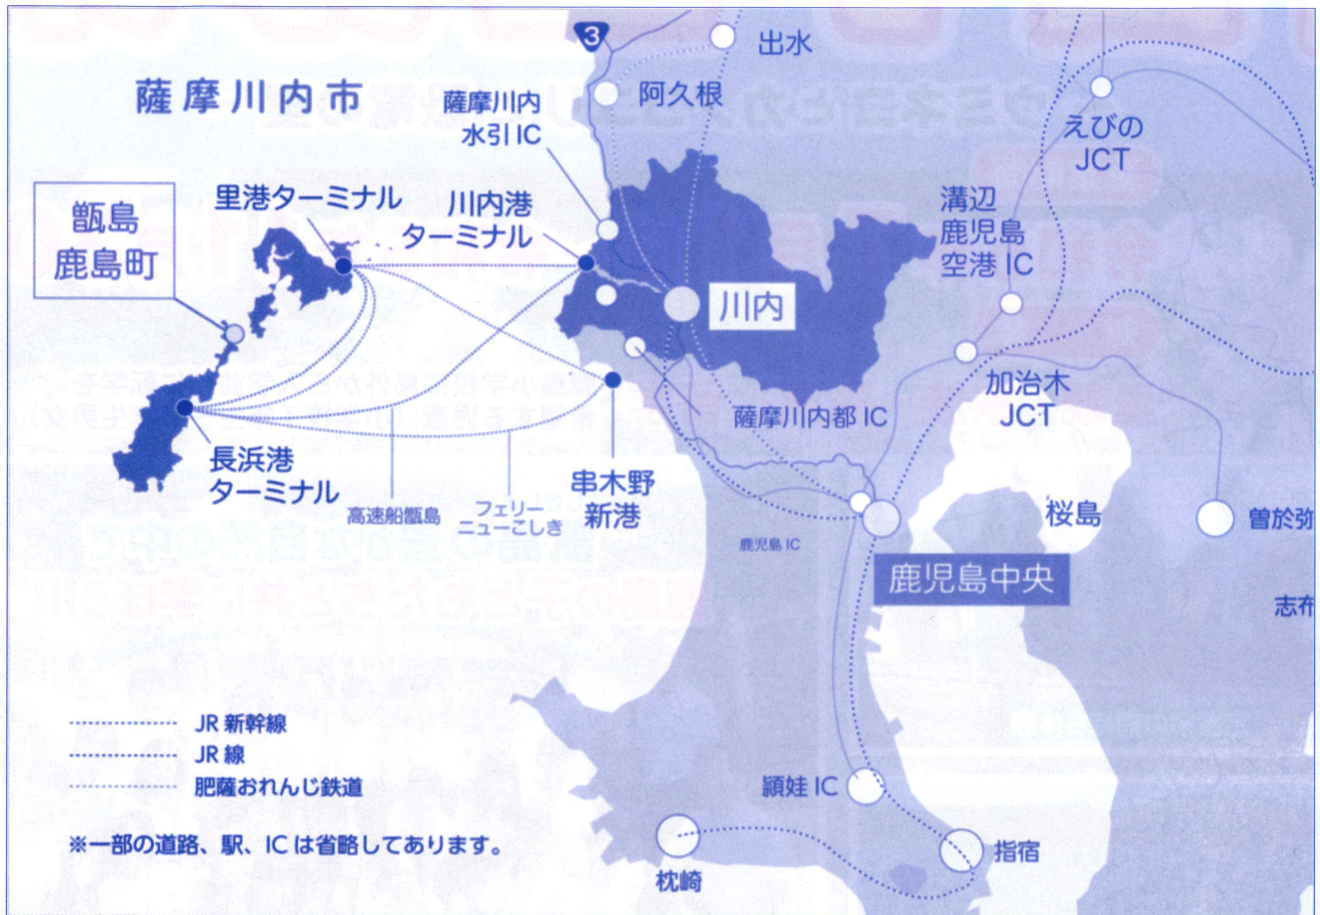 3
出水
薩摩川内市
薩摩川内
水引 IC
阿久根
えびの
JCT
里港ターミナル
川内港
ターミナル
溝辺
鹿児島
空港 IC
甑島
鹿島町
川内
加治木
JCT
薩摩川内都 IC
長浜港
ターミナル
高速船甑島
フェリー
ニューこしき
串木野
新港
鹿児島 IC
桜島
曽於弥
志布
鹿児島中央
JR 新幹線
JR 線
肥薩おれんじ鉄道
※一部の道路、駅、IC は省略してあります。
頴娃 IC
指宿
枕崎